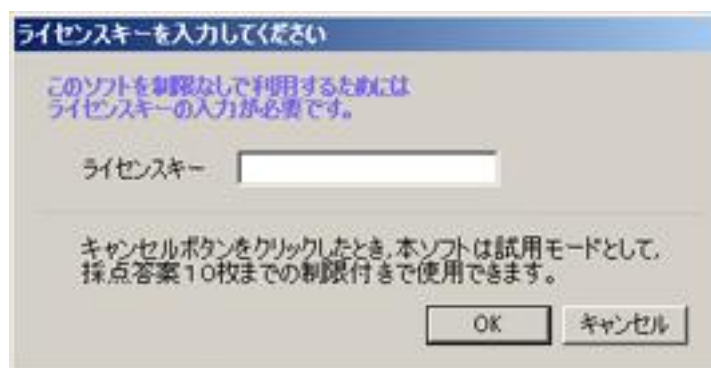 ライセンスキーを入力してください
このソフトを制限なしで利用するためには
ライセンスキーの入力が必要です。
ライセンスキー
キャンセルボタンをクリックしたとき,本ソフトは試用モードとして,
採点答案10枚までの制限付きで使用できます。
OK キャンセル